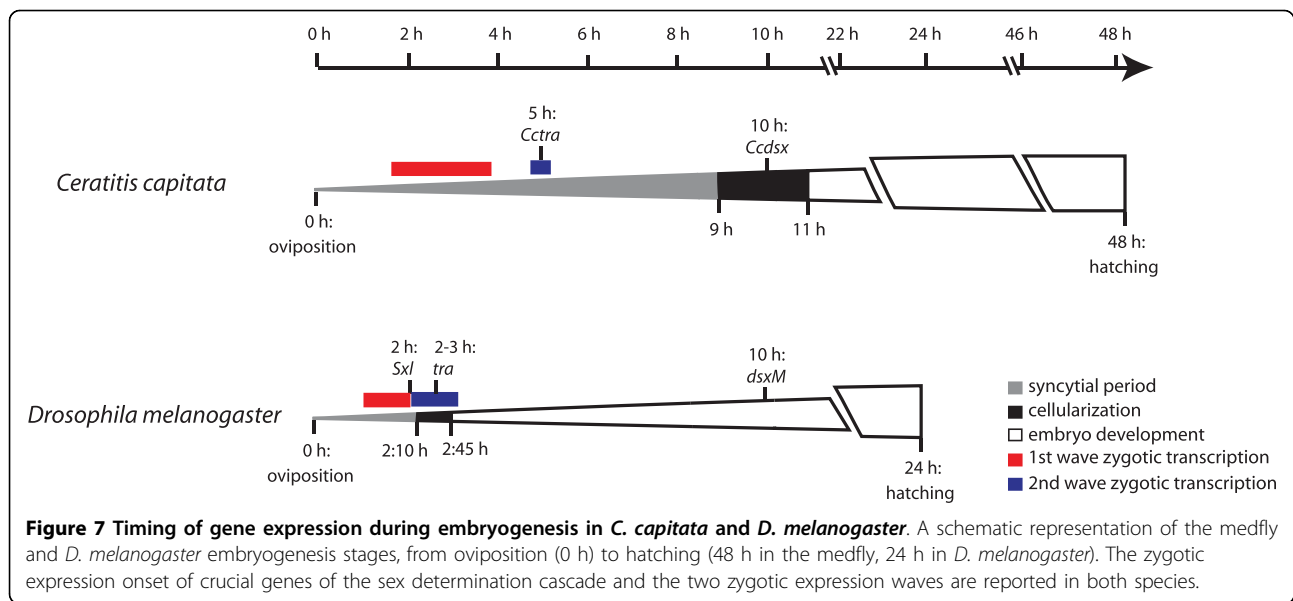 0 h 2 h 4 h 6 h 8 h 10 h 22 h 24 h 46 h 48 h
5 h:
Cctra
10 h:
Ccdsx
Ceratitis capitata
0 h:
oviposition
9 h
11 h
48 h:
hatching
2 h:
Sxl
2-3 h:
tra
10 h:
dsxM
Drosophila melanogaster
0 h:
oviposition
2:10 h
2:45 h
24 h:
hatching
syncytial period
cellularization
embryo development
1st wave zygotic transcription
2nd wave zygotic transcription
Figure 7 Timing of gene expression during embryogenesis in C. capitata and D. melanogaster. A schematic representation of the medfly
and D. melanogaster embryogenesis stages, from oviposition (0 h) to hatching (48 h in the medfly, 24 h in D. melanogaster). The zygotic
expression onset of crucial genes of the sex determination cascade and the two zygotic expression waves are reported in both species.